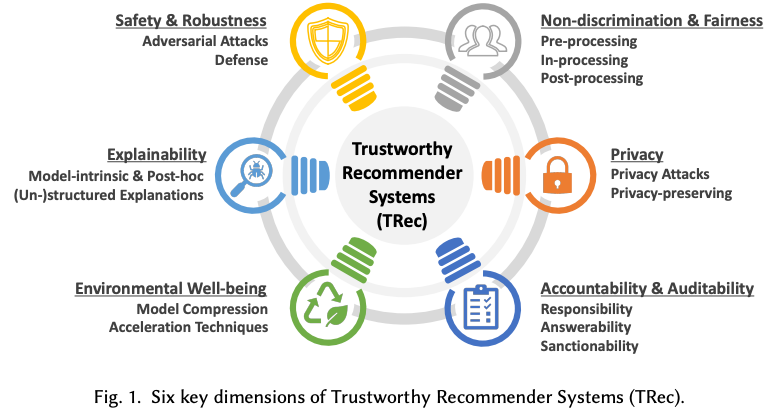 Safety & Robustness
Adversarial Attacks
Defense
Non-discrimination & Fairness
Pre-processing
In-processing
Post-processing
Explainability
Model-intrinsic & Post-hoc
(Un-)structured Explanations
Trustworthy
Recommender
Systems
(TRec)
Privacy
Privacy Attacks
Privacy-preserving
Environmental Well-being
Model Compression
Acceleration Techniques
Accountability & Auditability
Responsibility
Answerability
Sanctionability
Fig. 1. Six key dimensions of Trustworthy Recommender Systems (TRec).